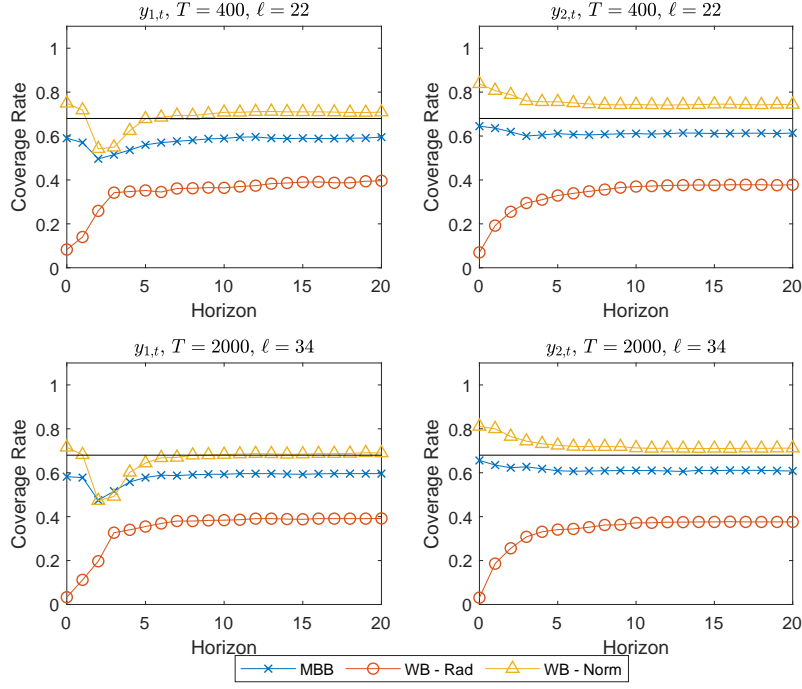 y1,t, T = 400, ℓ = 22
y2,t, T = 400, ℓ = 22
Coverage Rate
1
0.8
0.6
0.4
0.2
0
0 5 10 15 20
Horizon
Coverage Rate
1
0.8
0.6
0.4
0.2
0
0 5 10 15 20
Horizon
y1,t, T = 2000, ℓ = 34
y2,t, T = 2000, ℓ = 34
Coverage Rate
1
0.8
0.6
0.4
0.2
0
0 5 10 15 20
Horizon
Coverage Rate
1
0.8
0.6
0.4
0.2
0
0 5 10 15 20
Horizon
MBB WB - Rad WB - Norm